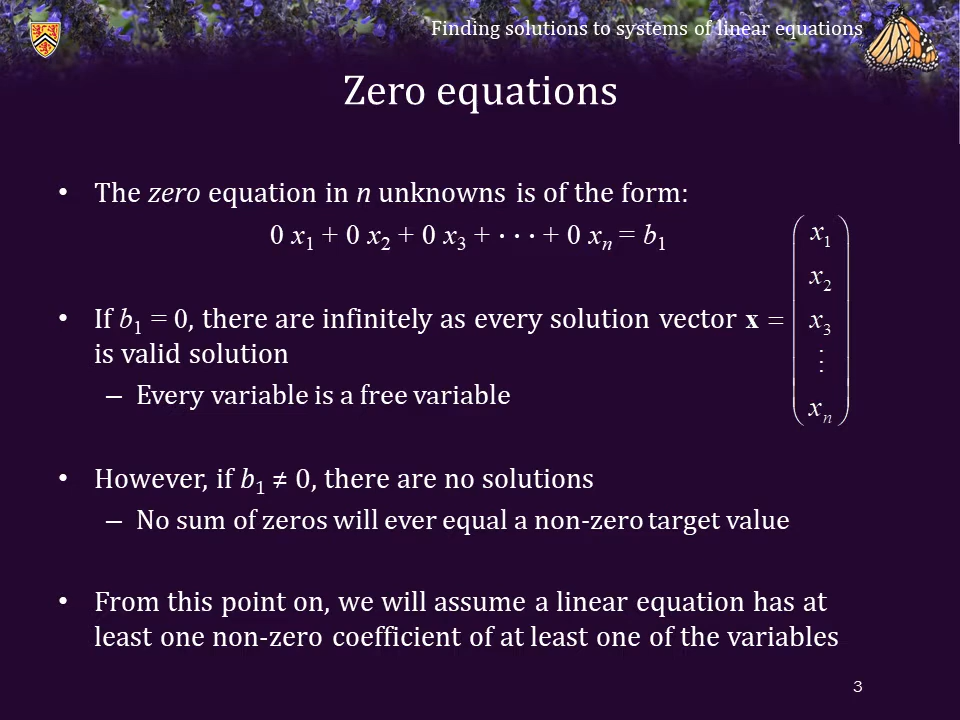 Finding solutions to systems of linear equations
Zero equations
• The zero equation in n unknowns is of the form:
0 x₁ + 0 x₂ + 0 x₃ + · · · + 0 xₙ = b₁
• If b₁ = 0, there are infinitely as every solution vector x =
is valid solution
x₁
x₂
x₃
⋮
xₙ
– Every variable is a free variable
• However, if b₁ ≠ 0, there are no solutions
– No sum of zeros will ever equal a non-zero target value
• From this point on, we will assume a linear equation has at
least one non-zero coefficient of at least one of the variables
3